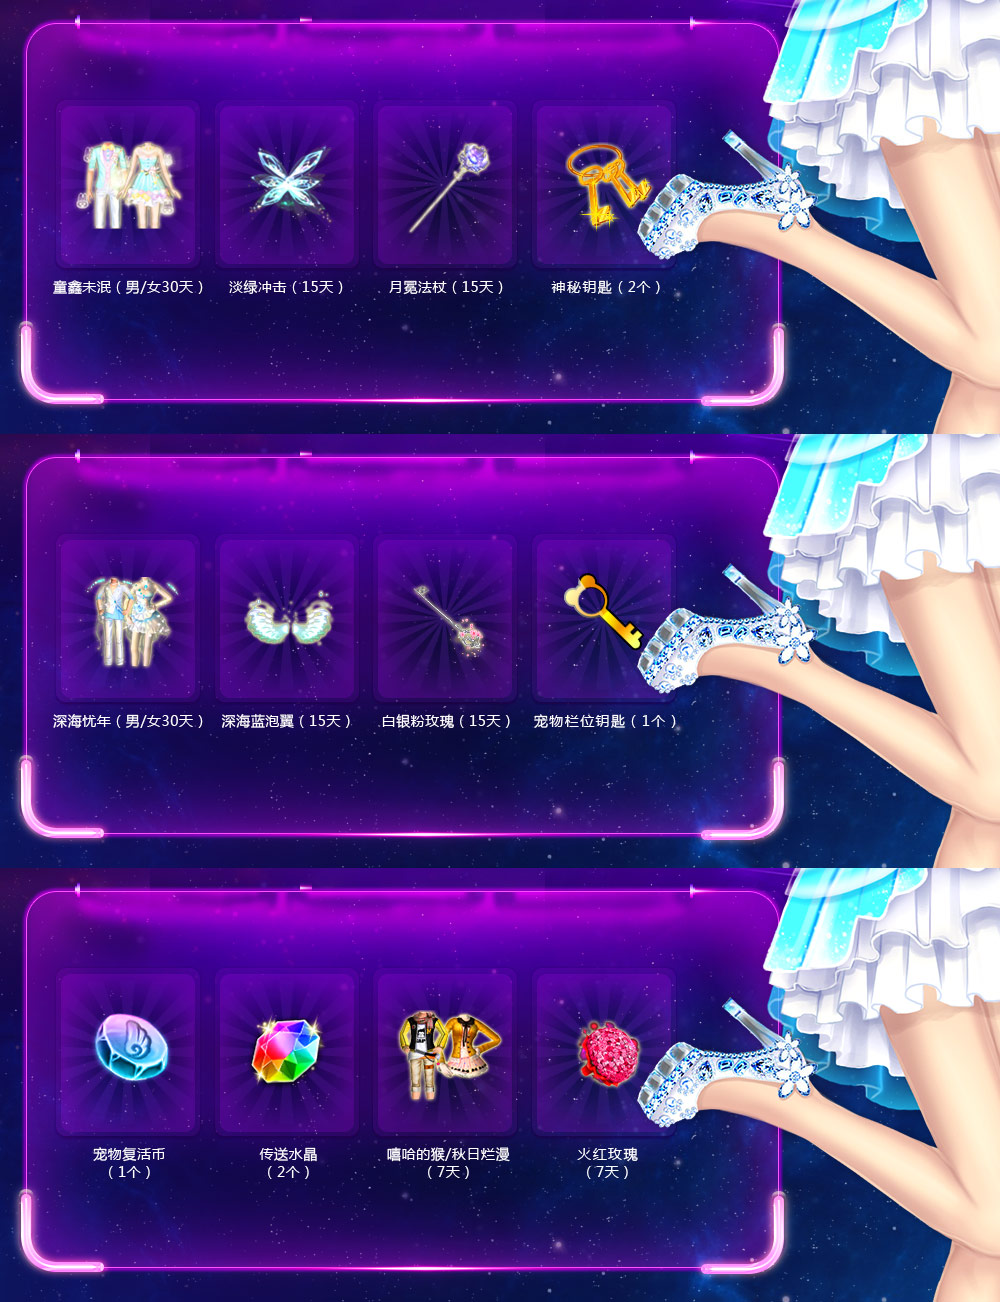 童鑫未泯（男/女30天）
淡绿冲击（15天）
月冕法杖（15天）
神秘钥匙（2个）
深海忧年（男/女30天）
深海蓝泡翼（15天）
白银粉玫瑰（15天）
宠物栏位钥匙（1个）
宠物复活币
（1个）
传送水晶
（2个）
嘻哈的猴/秋日烂漫
（7天）
火红玫瑰
（7天）